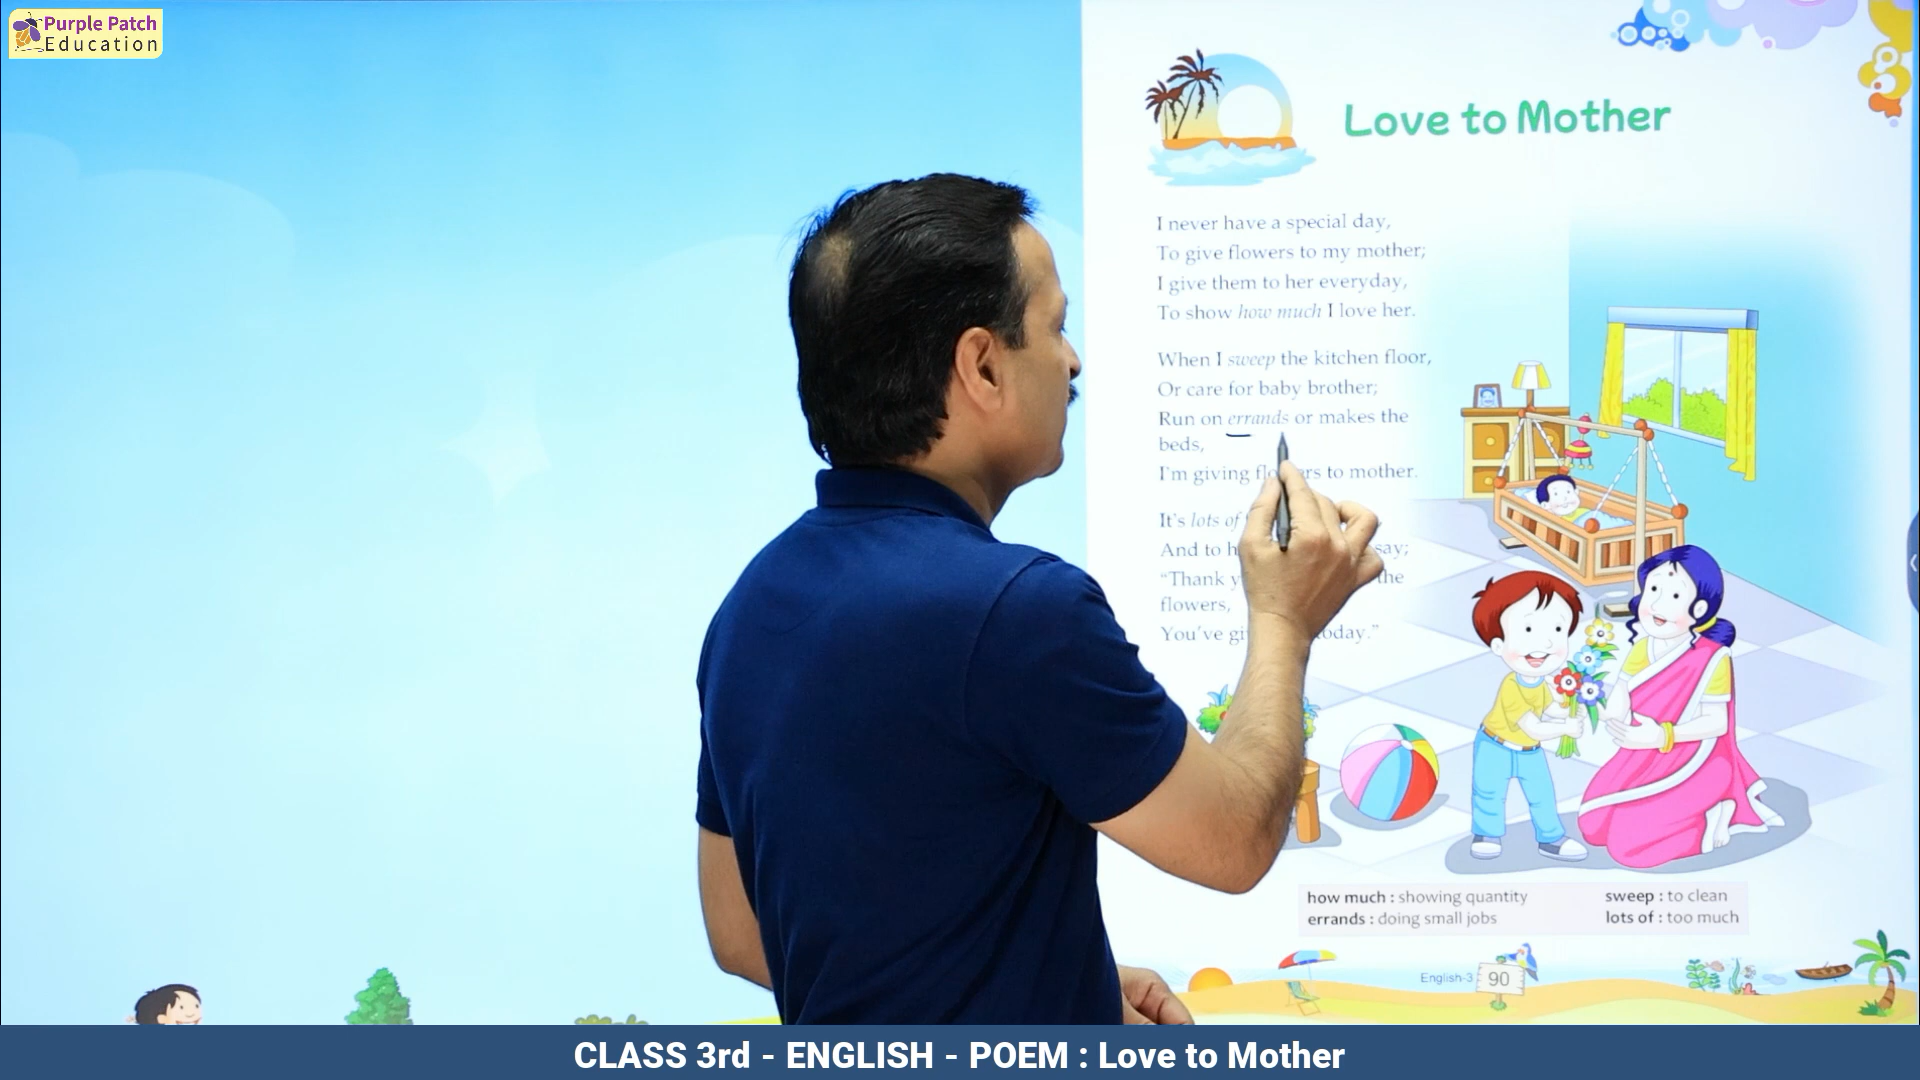 Purple Patch
Education
Love to Mother
I never have a special day,
To give flowers to my mother;
I give them to her everyday,
To show how much I love her.
When I sweep the kitchen floor,
Or care for baby brother;
Run on errands or makes the
beds,
I'm giving to mother.
It's lots of
And to say;
"Thank the
flowers,
You've today."
how much : showing quantity
errands : doing small jobs
sweep : to clean
lots of : too much
English-3 90
CLASS 3rd - ENGLISH - POEM : Love to Mother